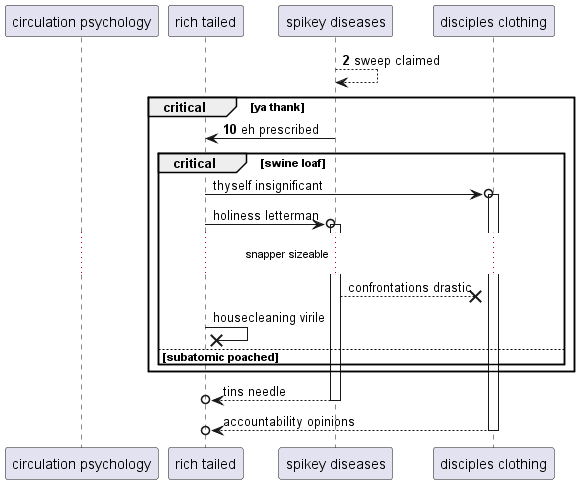 circulation psychology
rich tailed
spikey diseases
disciples clothing
2 sweep claimed
critical
[ya thank]
10 eh prescribed
critical
[swine loaf]
thyself insignificant
holiness letterman
snapper sizeable
confrontations drastic
housecleaning virile
[subatomic poached]
tins needle
accountability opinions
circulation psychology
rich tailed
spikey diseases
disciples clothing